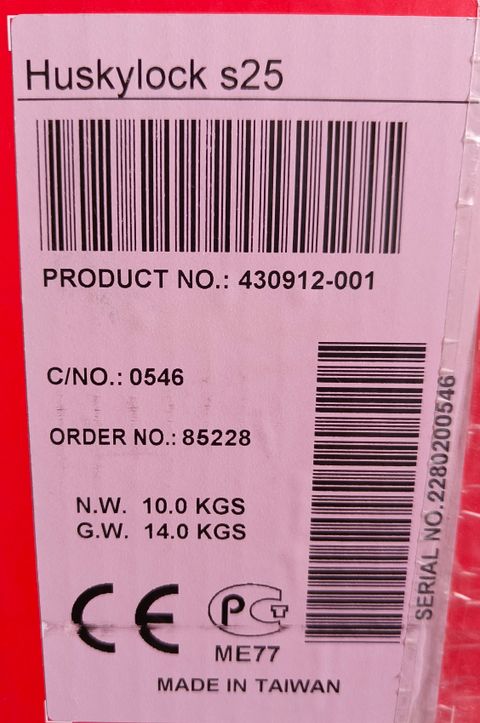 Huskylock s25
PRODUCT NO.: 430912-001
C/NO.: 0546
ORDER NO.: 85228
SERIAL NO.2280200546
N.W. 10.0 KGS
G.W. 14.0 KGS
CE PCT
ME77
MADE IN TAIWAN